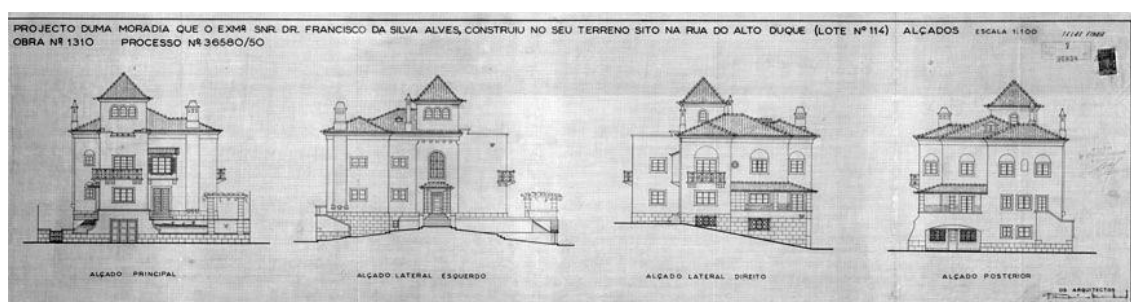 PROJECTO DUMA MORADIA QUE O EXMº SNR. DR. FRANCISCO DA SILVA ALVES, CONSTRUIU NO SEU TERRENO SITO NA RUA DO ALTO DUQUE (LOTE Nº 114) ALÇADOS ESCALA 1:100
OBRA Nº 1310 PROCESSO Nº 36580/50
ALÇADO PRINCIPAL
ALÇADO LATERAL ESQUERDO
ALÇADO LATERAL DIREITO
ALÇADO POSTERIOR
OS ARQUITECTOS